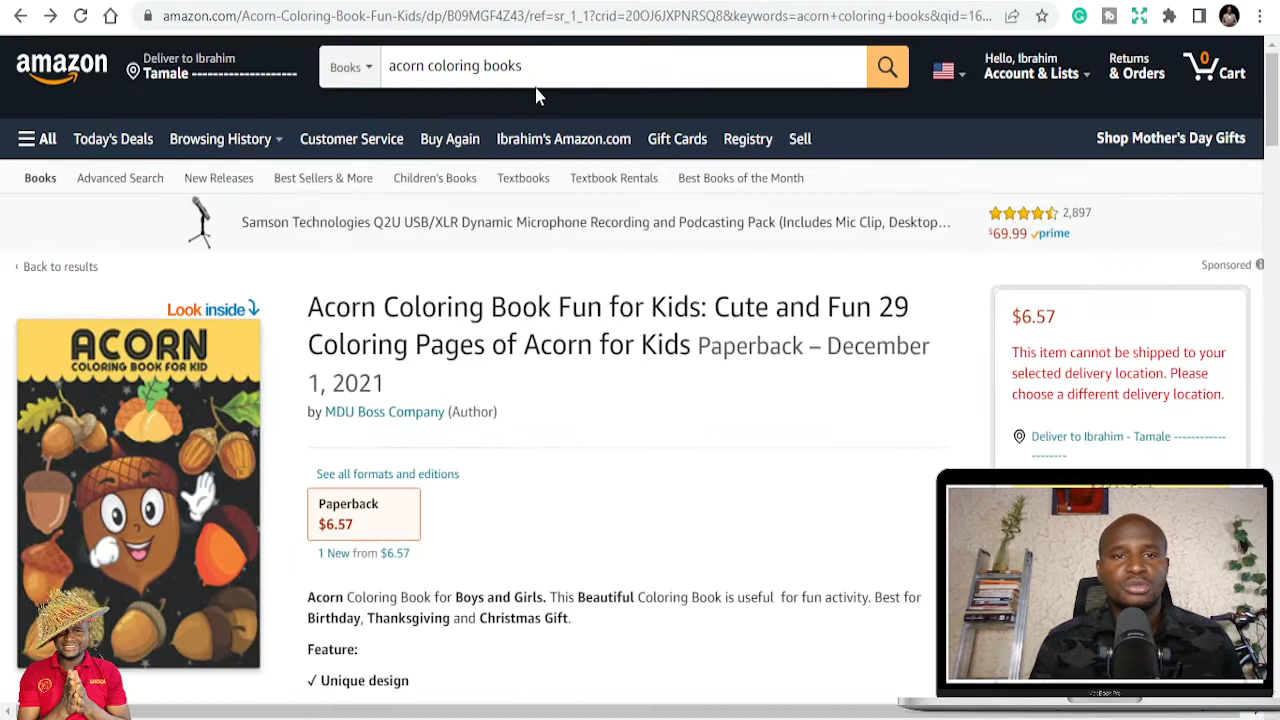 amazon.com/Acorn-Coloring-Book-Fun-Kids/dp/B09MGF4Z43/ref=sr_1_1?crid=20OJ6JXPNRSQ8&keywords=acorn+coloring+books&qid=16...
amazon
Deliver to Ibrahim
Tamale --------------------
Books
acorn coloring books
Hello, Ibrahim
Account & Lists
Returns
& Orders
0
Cart
All
Today's Deals
Browsing History
Customer Service
Buy Again
Ibrahim's Amazon.com
Gift Cards
Registry
Sell
Shop Mother's Day Gifts
Books
Advanced Search
New Releases
Best Sellers & More
Children's Books
Textbooks
Textbook Rentals
Best Books of the Month
Samson Technologies Q2U USB/XLR Dynamic Microphone Recording and Podcasting Pack (Includes Mic Clip, Desktop...
2,897
$69.99 prime
‹ Back to results
Sponsored
Look inside
ACORN
COLORING BOOK FOR KID
Acorn Coloring Book Fun for Kids: Cute and Fun 29
Coloring Pages of Acorn for Kids Paperback – December
1, 2021
by MDU Boss Company (Author)
See all formats and editions
Paperback
$6.57
1 New from $6.57
Acorn Coloring Book for Boys and Girls. This Beautiful Coloring Book is useful for fun activity. Best for
Birthday, Thanksgiving and Christmas Gift.
Feature:
✓ Unique design
$6.57
This item cannot be shipped to your
selected delivery location. Please
choose a different delivery location.
Deliver to Ibrahim - Tamale ------------
--------
MacBook Pro